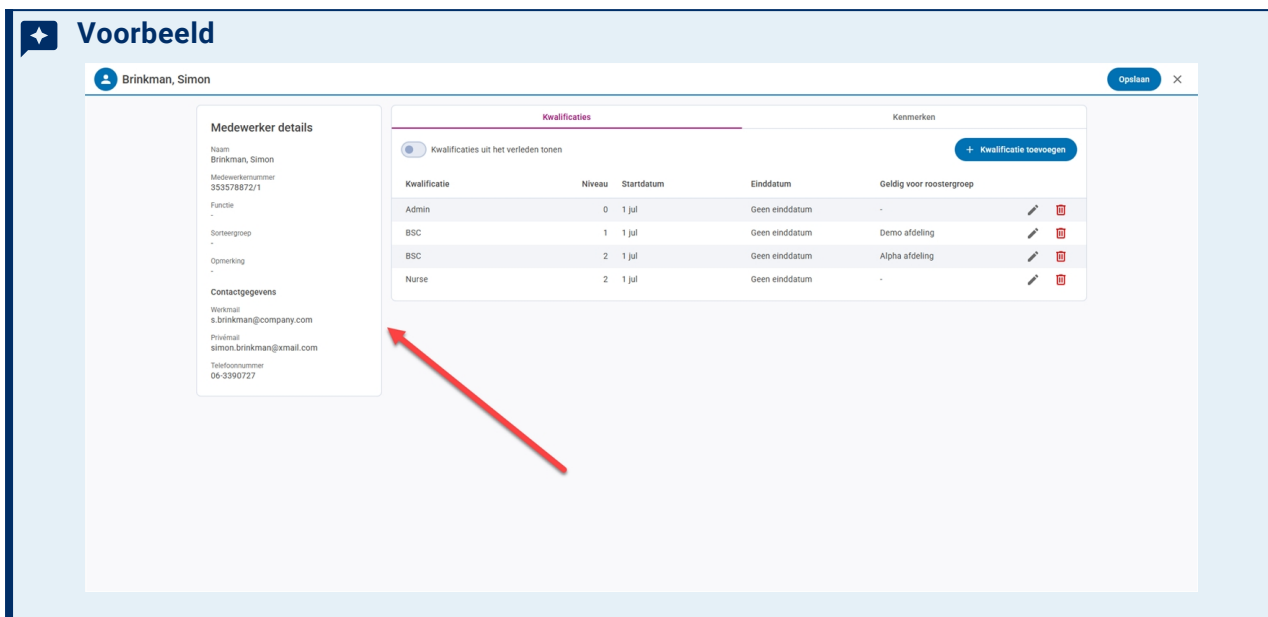 Voorbeeld
Brinkman, Simon
Opslaan
Medewerker details
Naam
Brinkman, Simon
Medewerkernummer
353578872/1
Functie
-
Sorteergroep
-
Opmerking
-
Contactgegevens
Werkmail
s.brinkman@company.com
Privémail
simon.brinkman@xmail.com
Telefoonnummer
06-3390727
Kwalificaties Kenmerken
Kwalificaties uit het verleden tonen + Kwalificatie toevoegen
Kwalificatie Niveau Startdatum Einddatum Geldig voor roostergroep
Admin 0 1 jul Geen einddatum -
BSC 1 1 jul Geen einddatum Demo afdeling
BSC 2 1 jul Geen einddatum Alpha afdeling
Nurse 2 1 jul Geen einddatum -